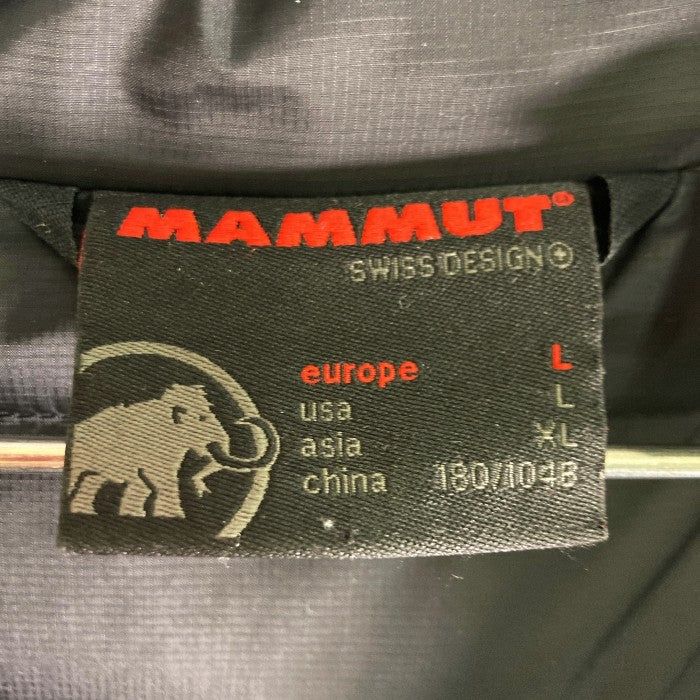 MAMMUT®
SWISS DESIGN
europe L
usa L
asia XL
china 180/104B